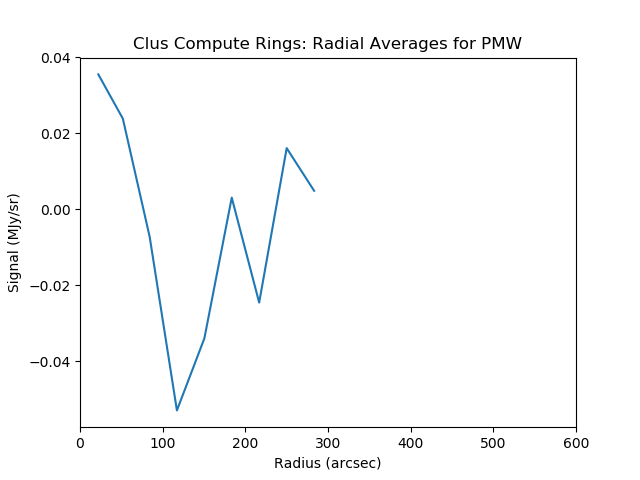 Clus Compute Rings: Radial Averages for PMW
0.04
0.02
0.00
−0.02
−0.04
Signal (MJy/sr)
0 100 200 300 400 500 600
Radius (arcsec)